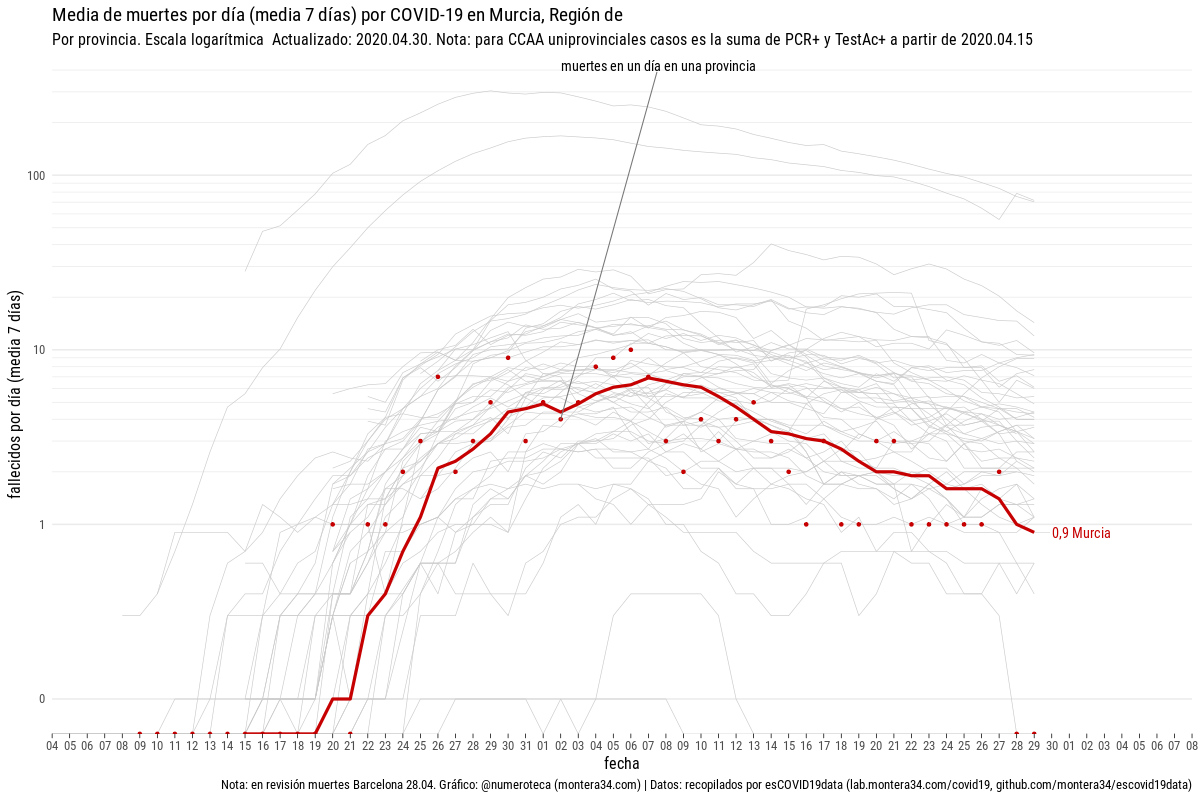 Media de muertes por día (media 7 días) por COVID-19 en Murcia, Región de
Por provincia. Escala logarítmica  Actualizado: 2020.04.30. Nota: para CCAA uniprovinciales casos es la suma de PCR+ y TestAc+ a partir de 2020.04.15
muertes en un día en una provincia
fallecidos por día (media 7 días)
100
10
1
0
0,9 Murcia
04 05 06 07 08 09 10 11 12 13 14 15 16 17 18 19 20 21 22 23 24 25 26 27 28 29 30 31 01 02 03 04 05 06 07 08 09 10 11 12 13 14 15 16 17 18 19 20 21 22 23 24 25 26 27 28 29 30 01 02 03 04 05 06 07 08
fecha
Nota: en revisión muertes Barcelona 28.04. Gráfico: @numeroteca (montera34.com) | Datos: recopilados por esCOVID19data (lab.montera34.com/covid19, github.com/montera34/escovid19data)